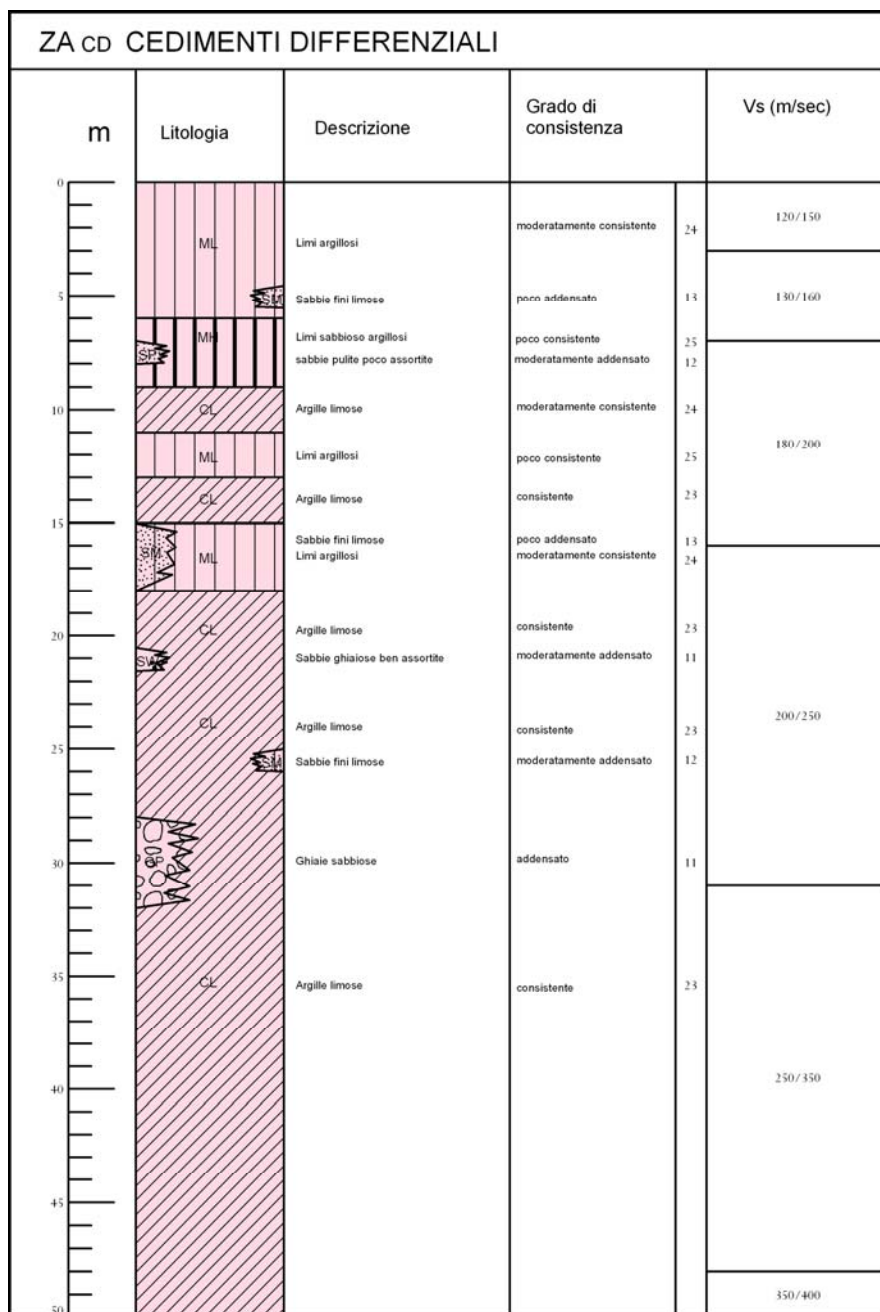 ZA CD CEDIMENTI DIFFERENZIALI
m
Litologia
Descrizione
Grado di
consistenza
Vs (m/sec)
0
ML
Limi argillosi
moderatamente consistente
24
120/150
5
SM
Sabbie fini limose
poco addensato
13
130/160
MH
Limi sabbioso argillosi
poco consistente
25
SP
sabbie pulite poco assortite
moderatamente addensato
12
10
CL
Argille limose
moderatamente consistente
24
180/200
ML
Limi argillosi
poco consistente
25
CL
Argille limose
consistente
23
15
Sabbie fini limose
poco addensato
13
SM
ML
Limi argillosi
moderatamente consistente
24
20
CL
Argille limose
consistente
23
SW
Sabbie ghiaiose ben assortite
moderatamente addensato
11
200/250
CL
Argille limose
consistente
23
25
SM
Sabbie fini limose
moderatamente addensato
12
30
GP
Ghiaie sabbiose
addensato
11
35
CL
Argille limose
consistente
23
250/350
40
45
350/400
50